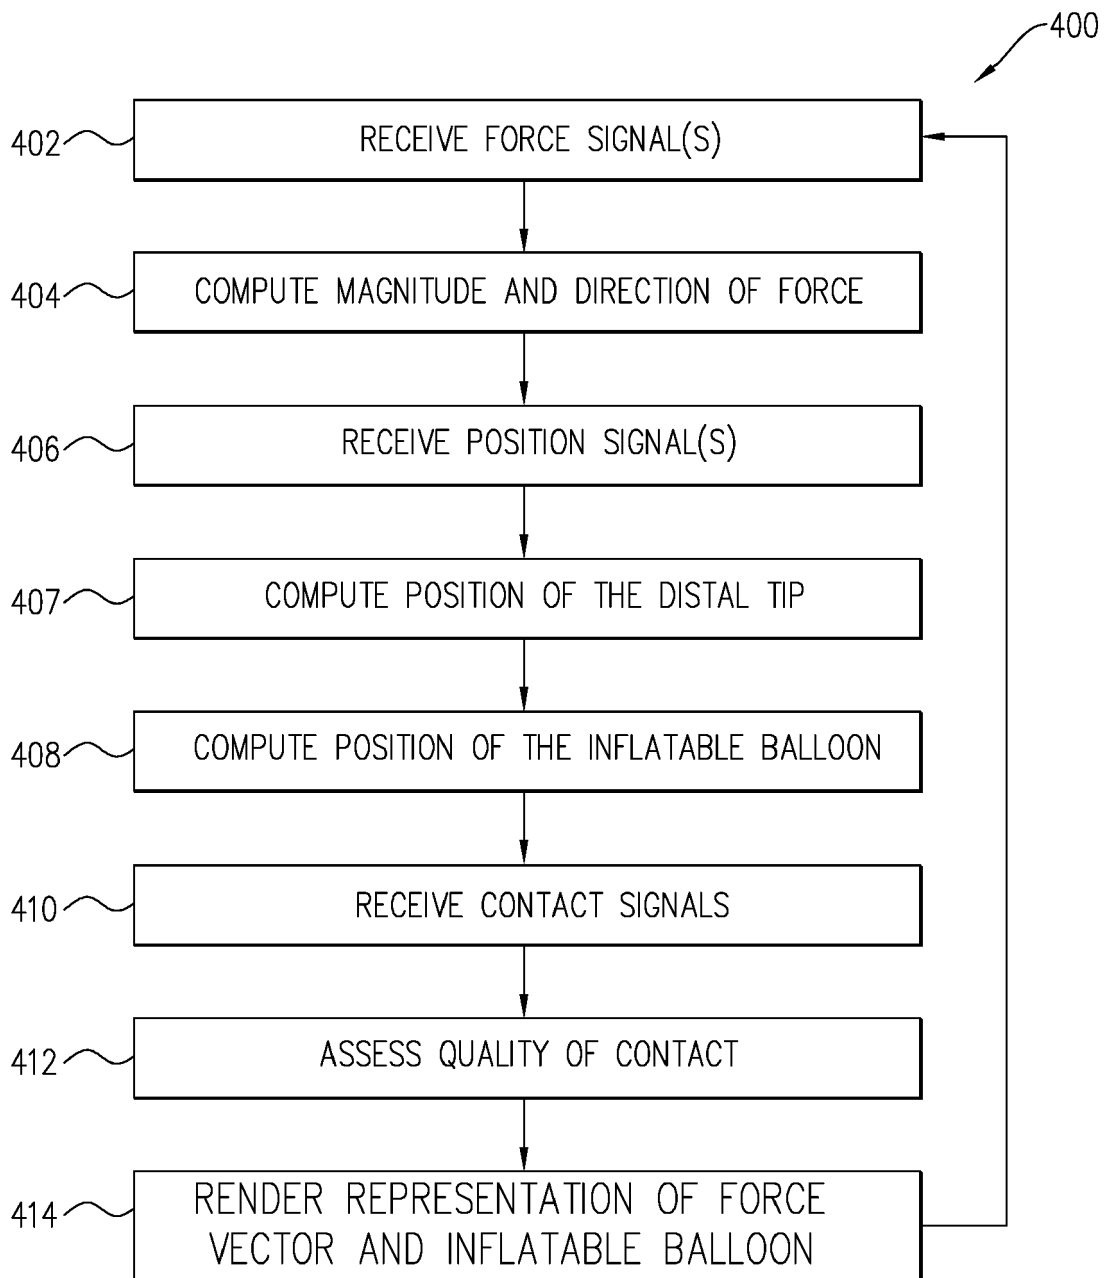 400
402 RECEIVE FORCE SIGNAL(S)
404 COMPUTE MAGNITUDE AND DIRECTION OF FORCE
406 RECEIVE POSITION SIGNAL(S)
407 COMPUTE POSITION OF THE DISTAL TIP
408 COMPUTE POSITION OF THE INFLATABLE BALLOON
410 RECEIVE CONTACT SIGNALS
412 ASSESS QUALITY OF CONTACT
414 RENDER REPRESENTATION OF FORCE
VECTOR AND INFLATABLE BALLOON